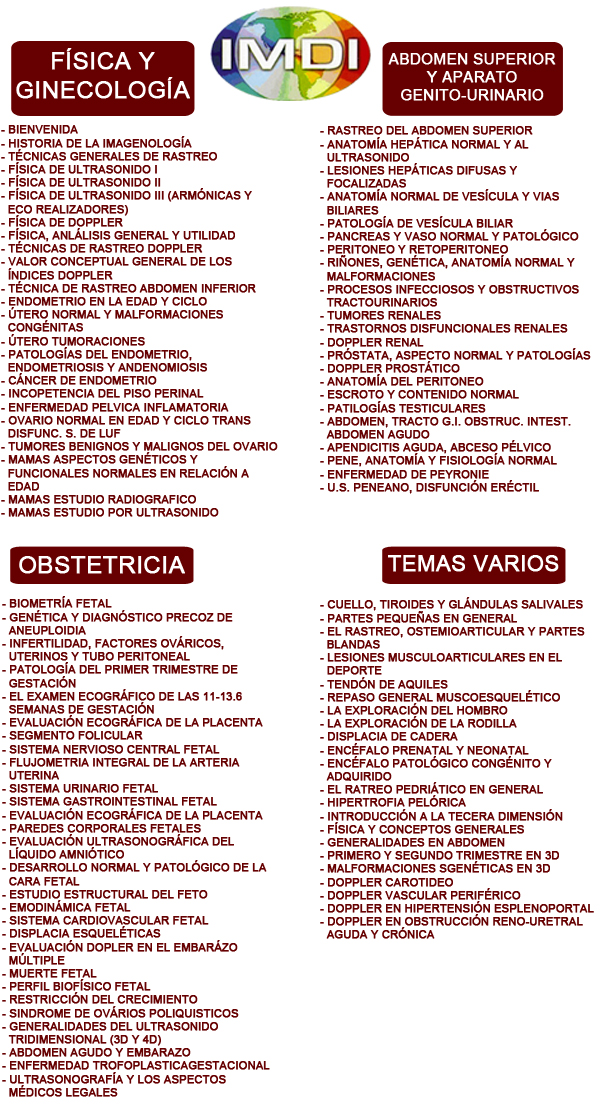 IMDI
FÍSICA Y
GINECOLOGÍA
- BIENVENIDA
- HISTORIA DE LA IMAGENOLOGÍA
- TÉCNICAS GENERALES DE RASTREO
- FÍSICA DE ULTRASONIDO I
- FÍSICA DE ULTRASONIDO II
- FÍSICA DE ULTRASONIDO III (ARMÓNICAS Y
ECO REALIZADORES)
- FÍSICA DE DOPPLER
- FÍSICA, ANLÁLISIS GENERAL Y UTILIDAD
- TÉCNICAS DE RASTREO DOPPLER
- VALOR CONCEPTUAL GENERAL DE LOS
ÍNDICES DOPPLER
- TÉCNICA DE RASTREO ABDOMEN INFERIOR
- ENDOMETRIO EN LA EDAD Y CICLO
- ÚTERO NORMAL Y MALFORMACIONES
CONGÉNITAS
- ÚTERO TUMORACIONES
- PATOLOGÍAS DEL ENDOMETRIO,
ENDOMETRIOSIS Y ANDENOMIOSIS
- CÁNCER DE ENDOMETRIO
- INCOPETENCIA DEL PISO PERINAL
- ENFERMEDAD PELVICA INFLAMATORIA
- OVARIO NORMAL EN EDAD Y CICLO TRANS
DISFUNC. S. DE LUF
- TUMORES BENIGNOS Y MALIGNOS DEL OVARIO
- MAMAS ASPECTOS GENÉTICOS Y
FUNCIONALES NORMALES EN RELACIÓN A
EDAD
- MAMAS ESTUDIO RADIOGRAFICO
- MAMAS ESTUDIO POR ULTRASONIDO
ABDOMEN SUPERIOR
Y APARATO
GENITO-URINARIO
- RASTREO DEL ABDOMEN SUPERIOR
- ANATOMÍA HEPÁTICA NORMAL Y AL
ULTRASONIDO
- LESIONES HEPÁTICAS DIFUSAS Y
FOCALIZADAS
- ANATOMÍA NORMAL DE VESÍCULA Y VIAS
BILIARES
- PATOLOGÍA DE VESÍCULA BILIAR
- PANCREAS Y VASO NORMAL Y PATOLÓGICO
- PERITONEO Y RETOPERITONEO
- RIÑONES, GENÉTICA, ANATOMÍA NORMAL Y
MALFORMACIONES
- PROCESOS INFECCIOSOS Y OBSTRUCTIVOS
TRACTOURINARIOS
- TUMORES RENALES
- TRASTORNOS DISFUNCIONALES RENALES
- DOPPLER RENAL
- PRÓSTATA, ASPECTO NORMAL Y PATOLOGÍAS
- DOPPLER PROSTÁTICO
- ANATOMÍA DEL PERITONEO
- ESCROTO Y CONTENIDO NORMAL
- PATILOGÍAS TESTICULARES
- ABDOMEN, TRACTO G.I. OBSTRUC. INTEST.
ABDOMEN AGUDO
- APENDICITIS AGUDA, ABCESO PÉLVICO
- PENE, ANATOMÍA Y FISIOLOGÍA NORMAL
- ENFERMEDAD DE PEYRONIE
- U.S. PENEANO, DISFUNCIÓN ERÉCTIL
OBSTETRICIA
- BIOMETRÍA FETAL
- GENÉTICA Y DIAGNÓSTICO PRECOZ DE
ANEUPLOIDIA
- INFERTILIDAD, FACTORES OVÁRICOS,
UTERINOS Y TUBO PERITONEAL
- PATOLOGÍA DEL PRIMER TRIMESTRE DE
GESTACIÓN
- EL EXAMEN ECOGRÁFICO DE LAS 11-13.6
SEMANAS DE GESTACIÓN
- EVALUACIÓN ECOGRÁFICA DE LA PLACENTA
- SEGMENTO FOLICULAR
- SISTEMA NERVIOSO CENTRAL FETAL
- FLUJOMETRIA INTEGRAL DE LA ARTERIA
UTERINA
- SISTEMA URINARIO FETAL
- SISTEMA GASTROINTESTINAL FETAL
- EVALUACIÓN ECOGRÁFICA DE LA PLACENTA
- PAREDES CORPORALES FETALES
- EVALUACIÓN ULTRASONOGRÁFICA DEL
LÍQUIDO AMNIÓTICO
- DESARROLLO NORMAL Y PATOLÓGICO DE LA
CARA FETAL
- ESTUDIO ESTRUCTURAL DEL FETO
- EMODINÁMICA FETAL
- SISTEMA CARDIOVASCULAR FETAL
- DISPLACIA ESQUELÉTICAS
- EVALUACIÓN DOPLER EN EL EMBARÁZO
MÚLTIPLE
- MUERTE FETAL
- PERFIL BIOFÍSICO FETAL
- RESTRICCIÓN DEL CRECIMIENTO
- SINDROME DE OVÁRIOS POLIQUISTICOS
- GENERALIDADES DEL ULTRASONIDO
TRIDIMENSIONAL (3D Y 4D)
- ABDOMEN AGUDO Y EMBARAZO
- ENFERMEDAD TROFOPLASTICAGESTACIONAL
- ULTRASONOGRAFÍA Y LOS ASPECTOS
MÉDICOS LEGALES
TEMAS VARIOS
- CUELLO, TIROIDES Y GLÁNDULAS SALIVALES
- PARTES PEQUEÑAS EN GENERAL
- EL RASTREO, OSTEMIOARTICULAR Y PARTES
BLANDAS
- LESIONES MUSCULOARTICULARES EN EL
DEPORTE
- TENDÓN DE AQUILES
- REPASO GENERAL MUSCOESQUELÉTICO
- LA EXPLORACIÓN DEL HOMBRO
- LA EXPLORACIÓN DE LA RODILLA
- DISPLACIA DE CADERA
- ENCÉFALO PRENATAL Y NEONATAL
- ENCÉFALO PATOLÓGICO CONGÉNITO Y
ADQUIRIDO
- EL RATREO PEDRIÁTICO EN GENERAL
- HIPERTROFIA PELÓRICA
- INTRODUCCIÓN A LA TECERA DIMENSIÓN
- FÍSICA Y CONCEPTOS GENERALES
- GENERALIDADES EN ABDOMEN
- PRIMERO Y SEGUNDO TRIMESTRE EN 3D
- MALFORMACIONES SGENÉTICAS EN 3D
- DOPPLER CAROTIDEO
- DOPPLER VASCULAR PERIFÉRICO
- DOPPLER EN HIPERTENSIÓN ESPLENOPORTAL
- DOPPLER EN OBSTRUCCIÓN RENO-URETRAL
AGUDA Y CRÓNICA